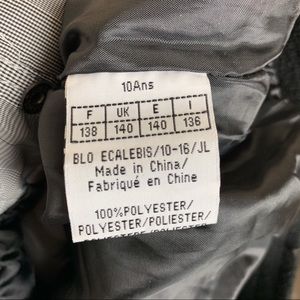 10Ans
F UK E I
138 140 140 136
BLO ECALEBIS/10-16/JL
Made in China/
Fabriqué en Chine
100%POLYESTER/
POLYESTER/POLIESTER/